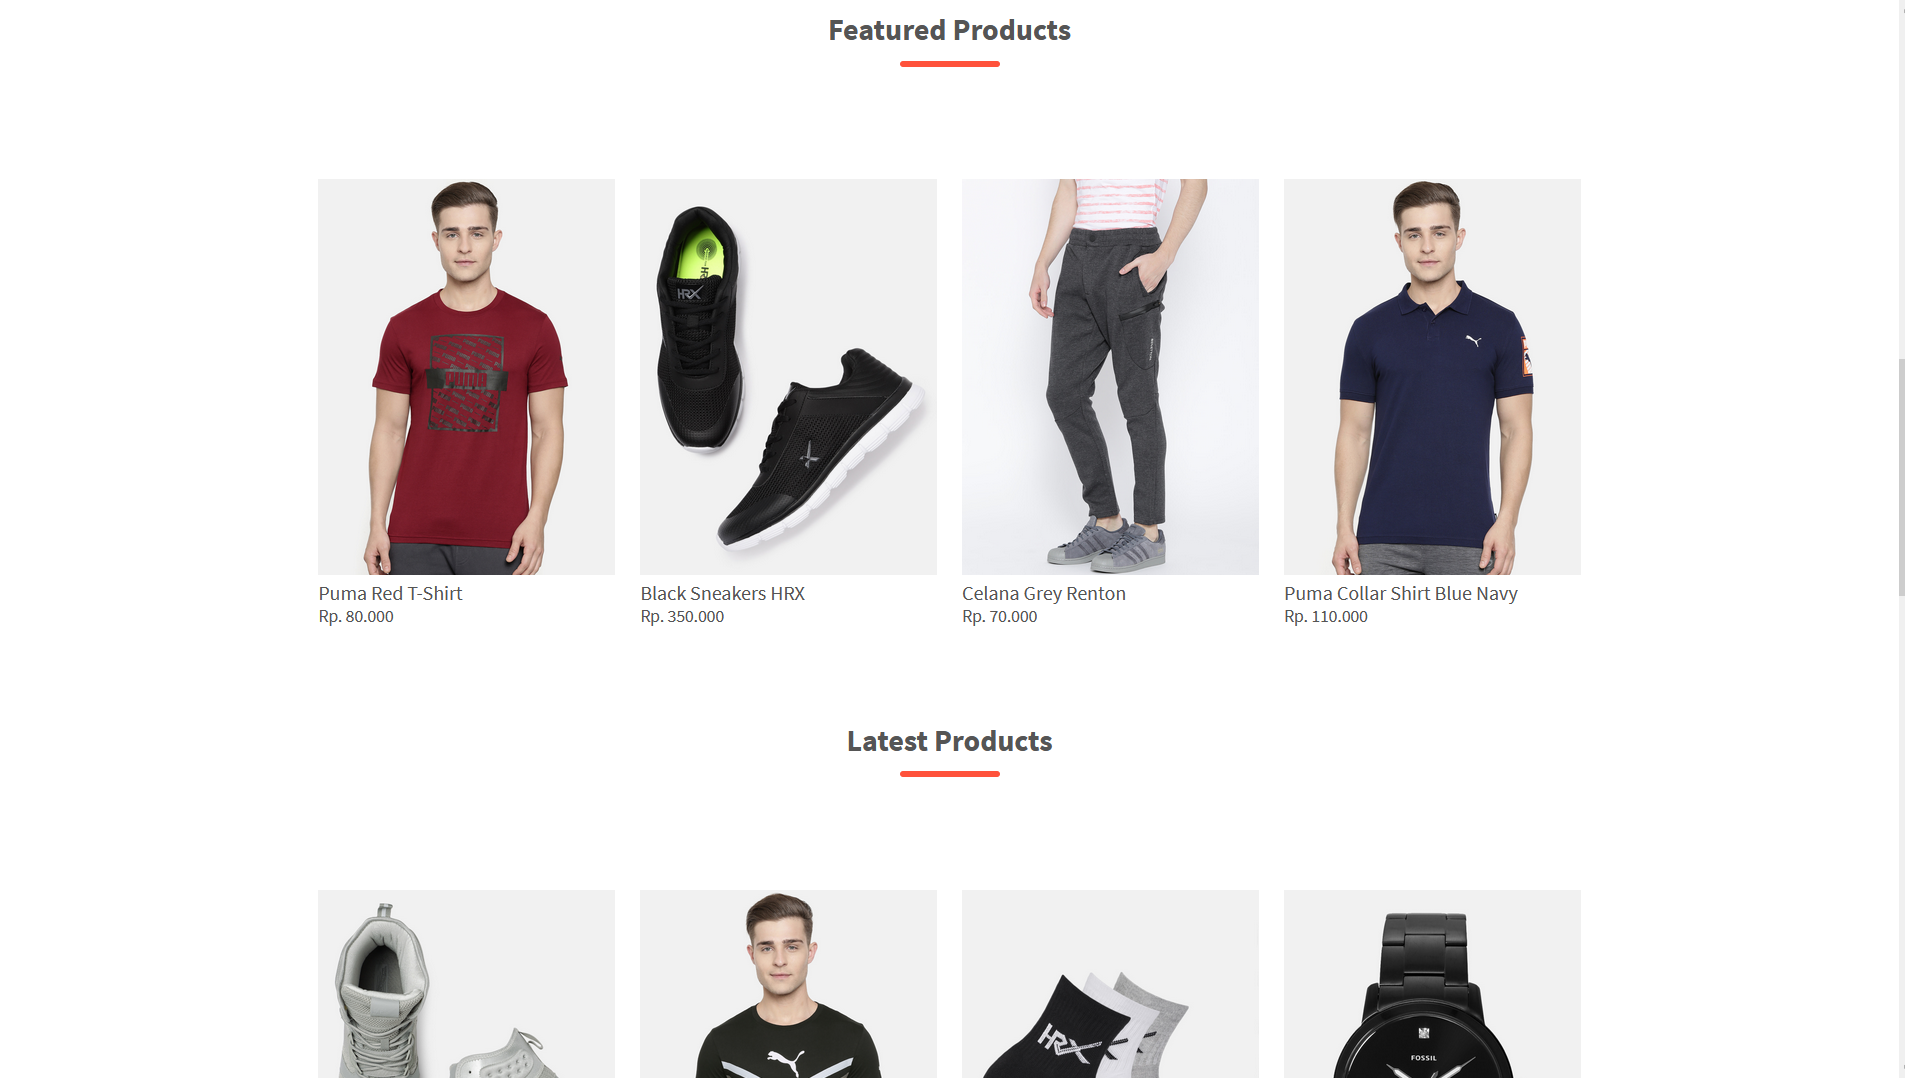 Featured Products
PUMA
HRX
HRX
Puma Red T-Shirt
Rp. 80.000
Black Sneakers HRX
Rp. 350.000
Celana Grey Renton
Rp. 70.000
Puma Collar Shirt Blue Navy
Rp. 110.000
Latest Products
HRX
FOSSIL